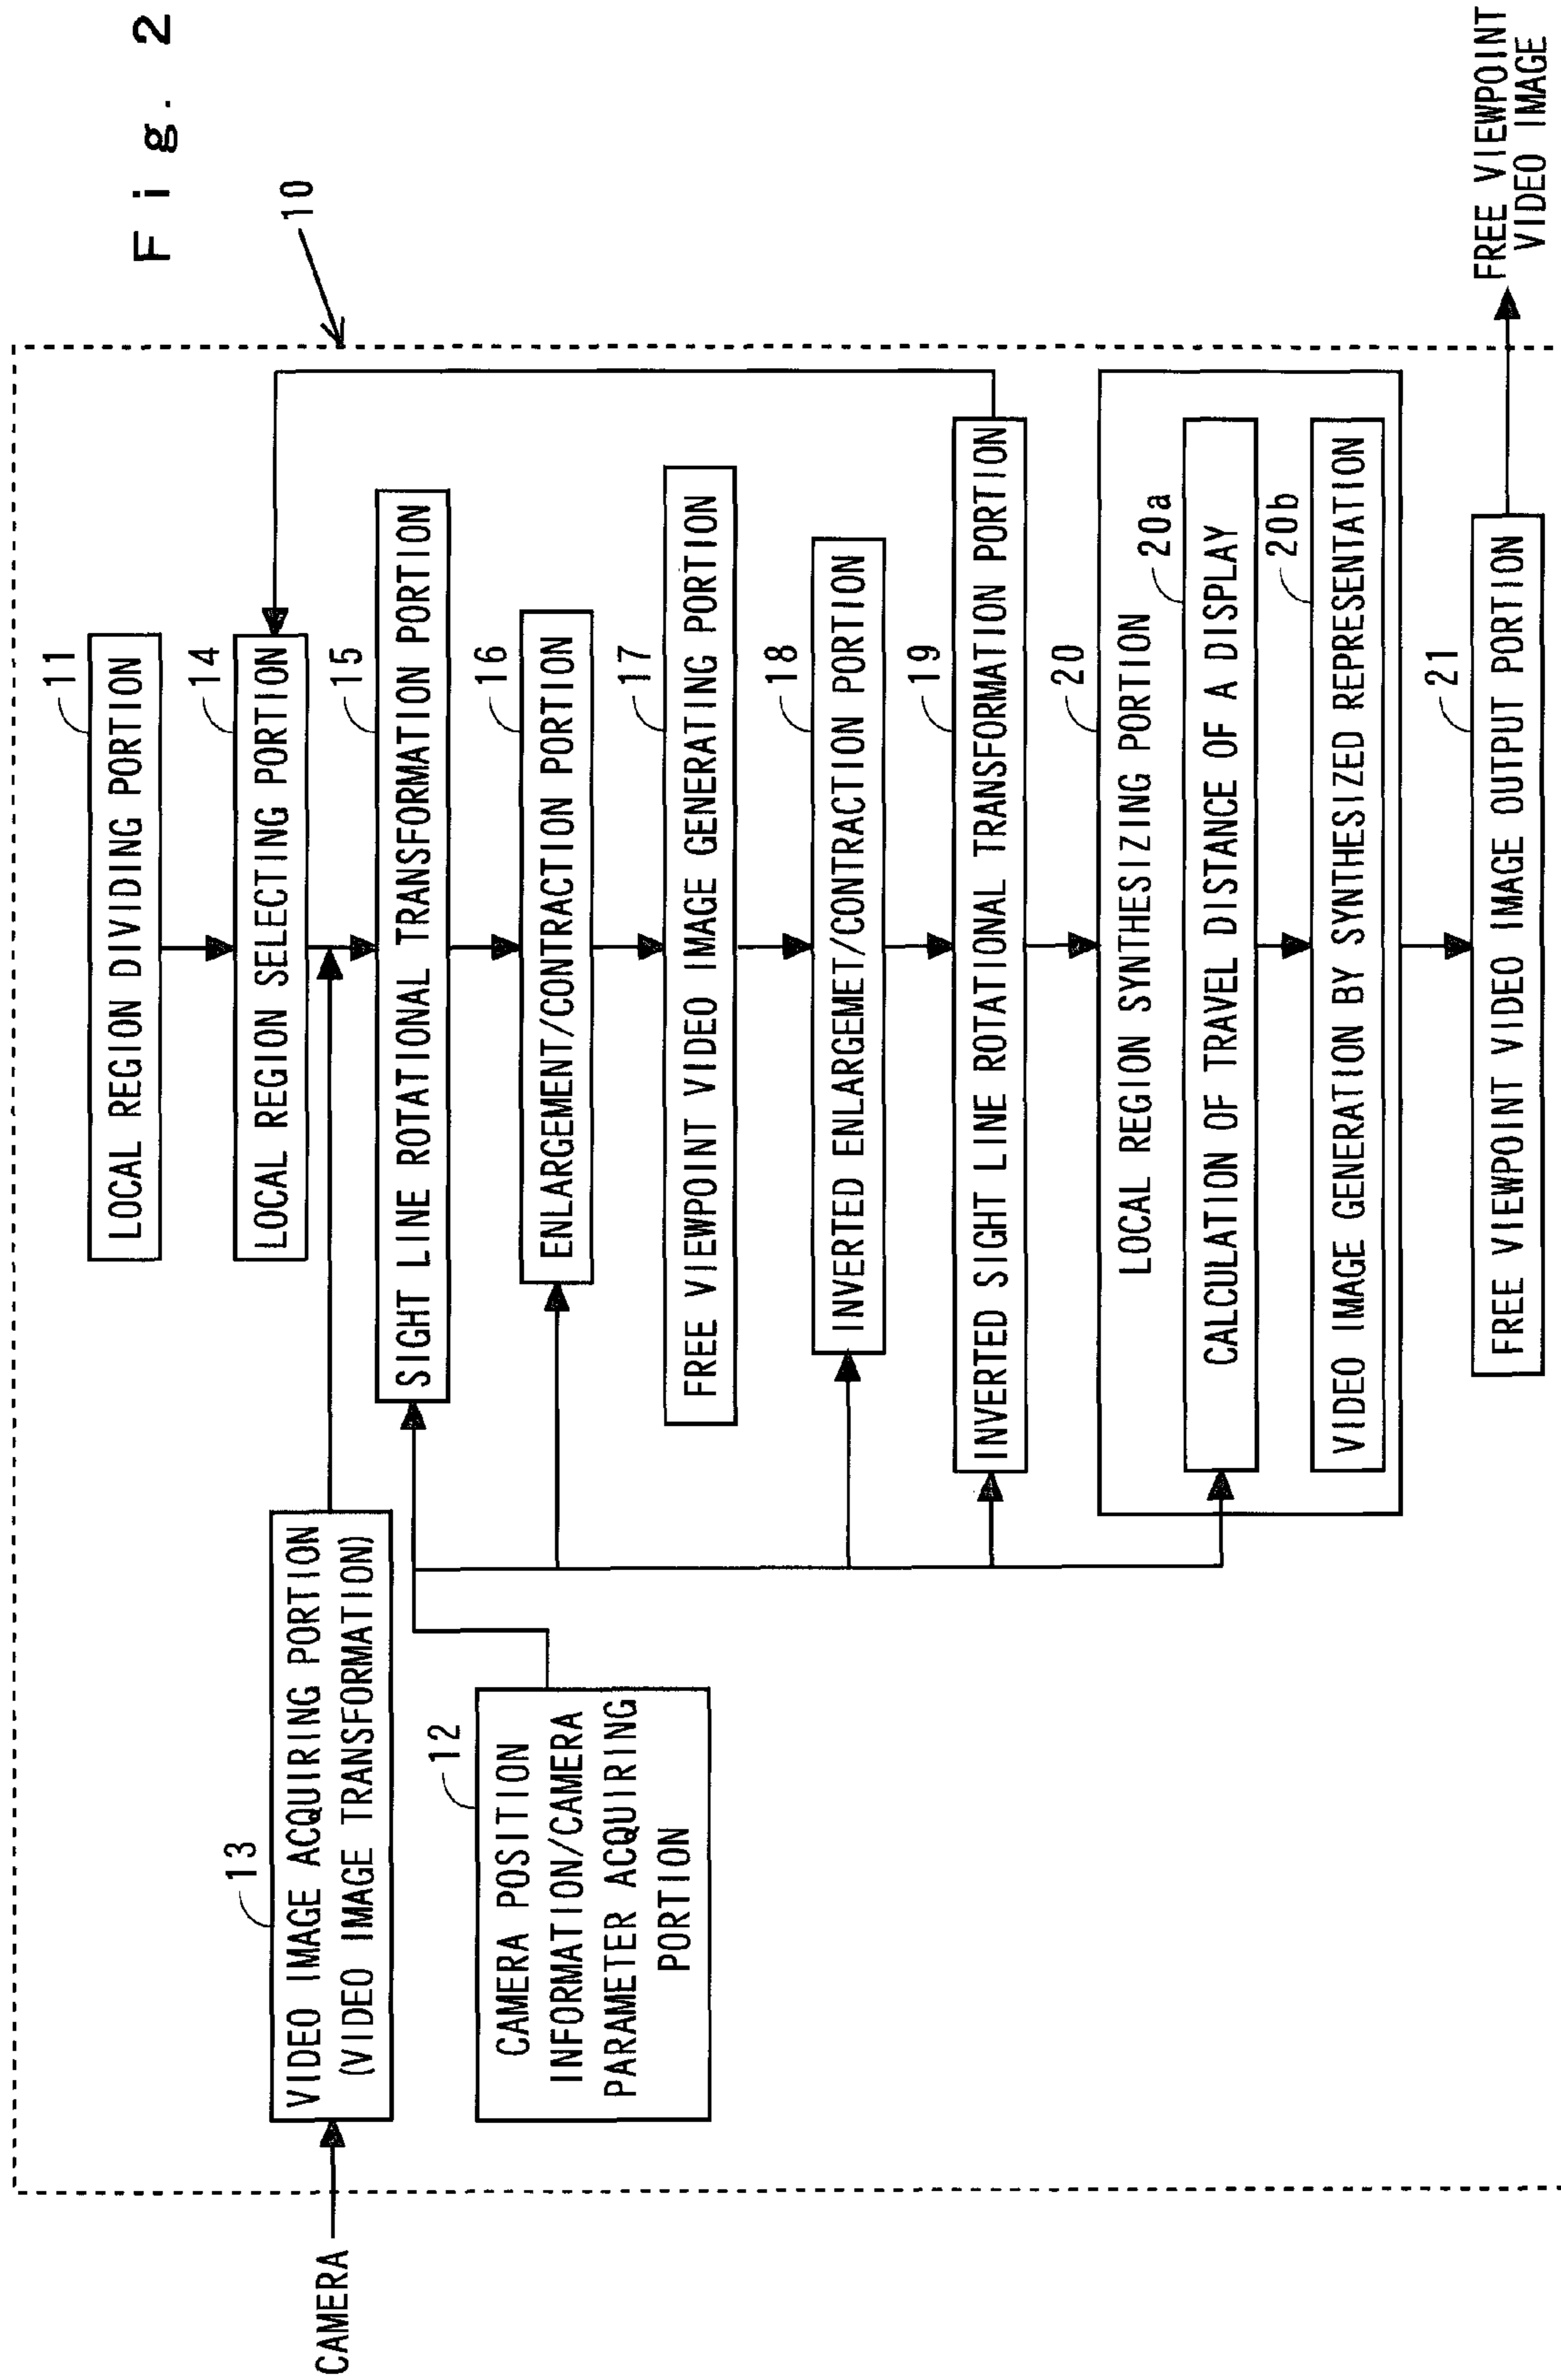 Fig. 2
10
11
LOCAL REGION DIVIDING PORTION
14
LOCAL REGION SELECTING PORTION
13
VIDEO IMAGE ACQUIRING PORTION
(VIDEO IMAGE TRANSFORMATION)
CAMERA
15
SIGHT LINE ROTATIONAL TRANSFORMATION PORTION
12
CAMERA POSITION
INFORMATION/CAMERA
PARAMETER ACQUIRING
PORTION
16
ENLARGEMENT/CONTRACTION PORTION
17
FREE VIEWPOINT VIDEO IMAGE GENERATING PORTION
18
INVERTED ENLARGEMET/CONTRACTION PORTION
19
INVERTED SIGHT LINE ROTATIONAL TRANSFORMATION PORTION
20
LOCAL REGION SYNTHESIZING PORTION
20a
CALCULATION OF TRAVEL DISTANCE OF A DISPLAY
20b
VIDEO IMAGE GENERATION BY SYNTHESIZED REPRESENTATION
21
FREE VIEWPOINT VIDEO IMAGE OUTPUT PORTION
FREE VIEWPOINT
VIDEO IMAGE